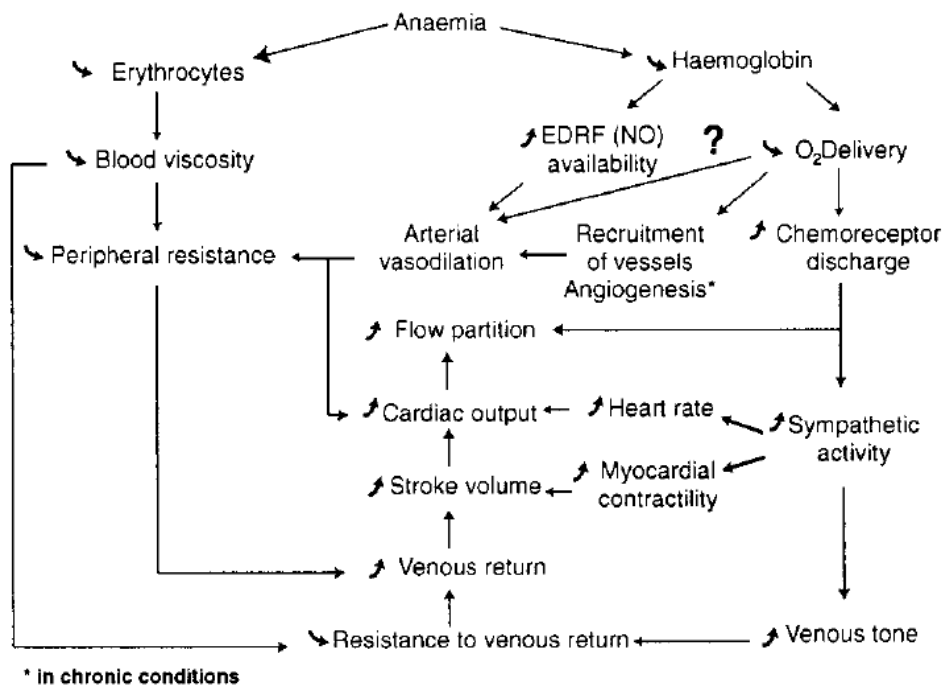 Anaemia
Erythrocytes
Haemoglobin
EDRF (NO)
availability
?
Blood viscosity
O₂Delivery
Peripheral resistance
Arterial
vasodilation
Recruitment
of vessels
Angiogenesis*
Chemoreceptor
discharge
Flow partition
Cardiac output
Heart rate
Sympathetic
activity
Stroke volume
Myocardial
contractility
Venous return
Resistance to venous return
Venous tone
* in chronic conditions